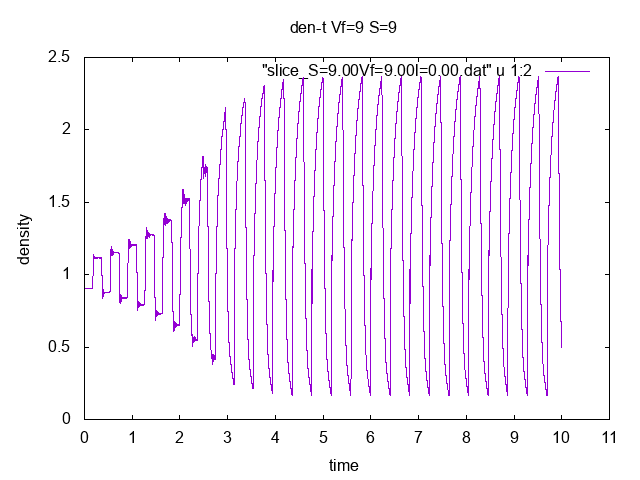 den-t Vf=9 S=9
"slice_S=9.00Vf=9.00I=0.00.dat" u 1:2
2.5
2
1.5
1
0.5
0
density
0 1 2 3 4 5 6 7 8 9 10 11
time